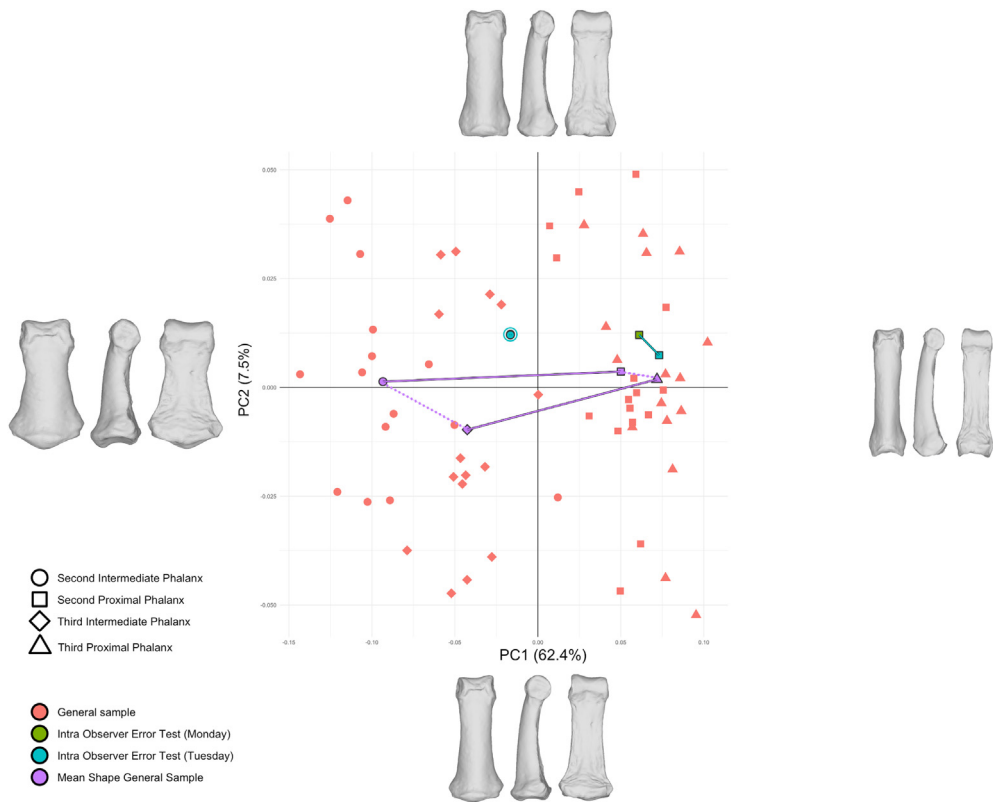 0.050
0.025
0.000
-0.025
-0.050
PC2 (7.5%)
-0.15
-0.10
-0.05
0.00
0.05
0.10
PC1 (62.4%)
Second Intermediate Phalanx
Second Proximal Phalanx
Third Intermediate Phalanx
Third Proximal Phalanx
General sample
Intra Observer Error Test (Monday)
Intra Observer Error Test (Tuesday)
Mean Shape General Sample